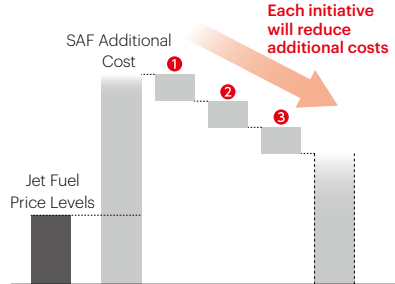 Each initiative
will reduce
additional costs
SAF Additional
Cost
1
2
3
Jet Fuel
Price Levels